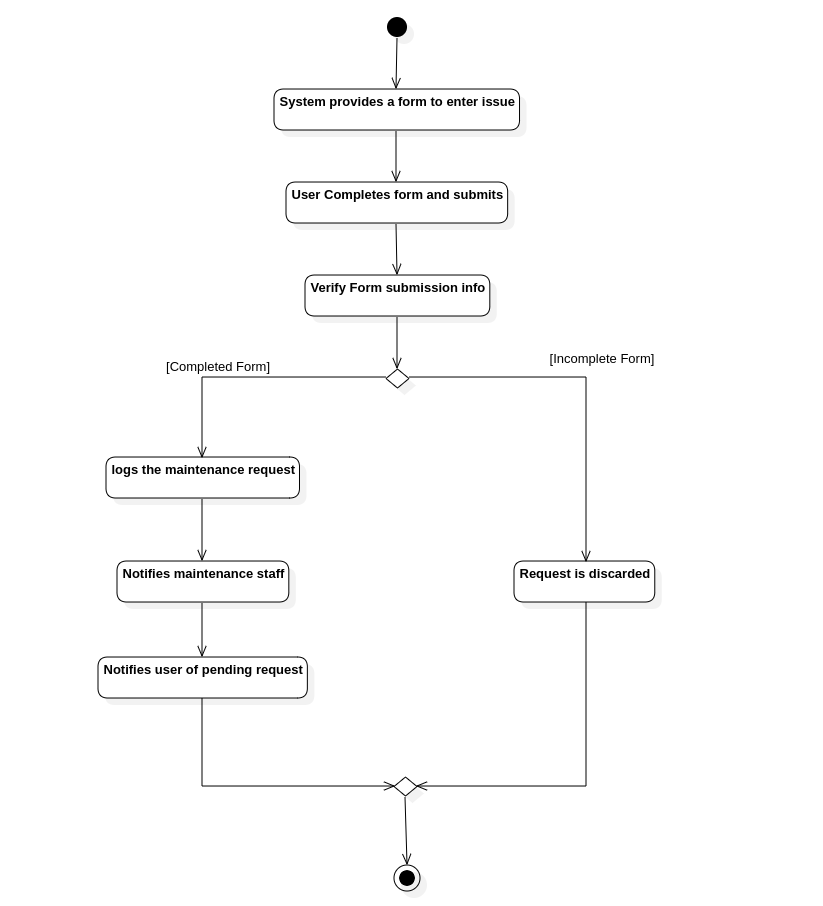 System provides a form to enter issue
User Completes form and submits
Verify Form submission info
[Completed Form]
[Incomplete Form]
logs the maintenance request
Notifies maintenance staff
Request is discarded
Notifies user of pending request